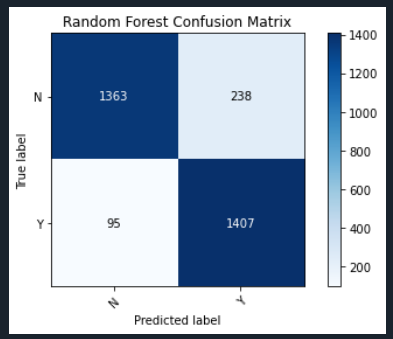 Random Forest Confusion Matrix
1400
1200
1000
800
600
400
200
True label
N
1363
238
Y
95
1407
N
Y
Predicted label